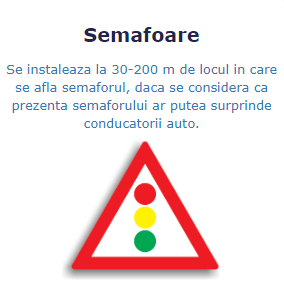 Semafoare
Se instaleaza la 30-200 m de locul in care
se afla semaforul, daca se considera ca
prezenta semaforului ar putea surprinde
conducatorii auto.